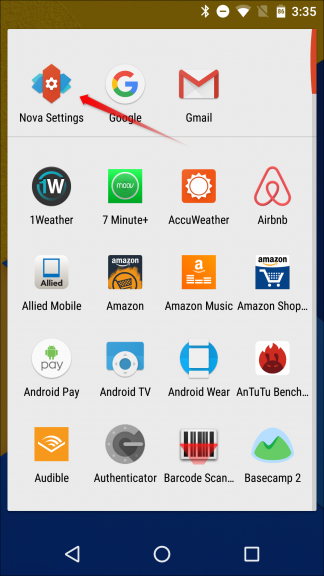 3:35
Nova Settings Google Gmail
1W
moov
1Weather 7 Minute+ AccuWeather Airbnb
Allied
amazon
a
amazon
Allied Mobile Amazon Amazon Music Amazon Shop...
pay
Android Pay Android TV Android Wear AnTuTu Bench...
Audible Authenticator Barcode Scan... Basecamp 2